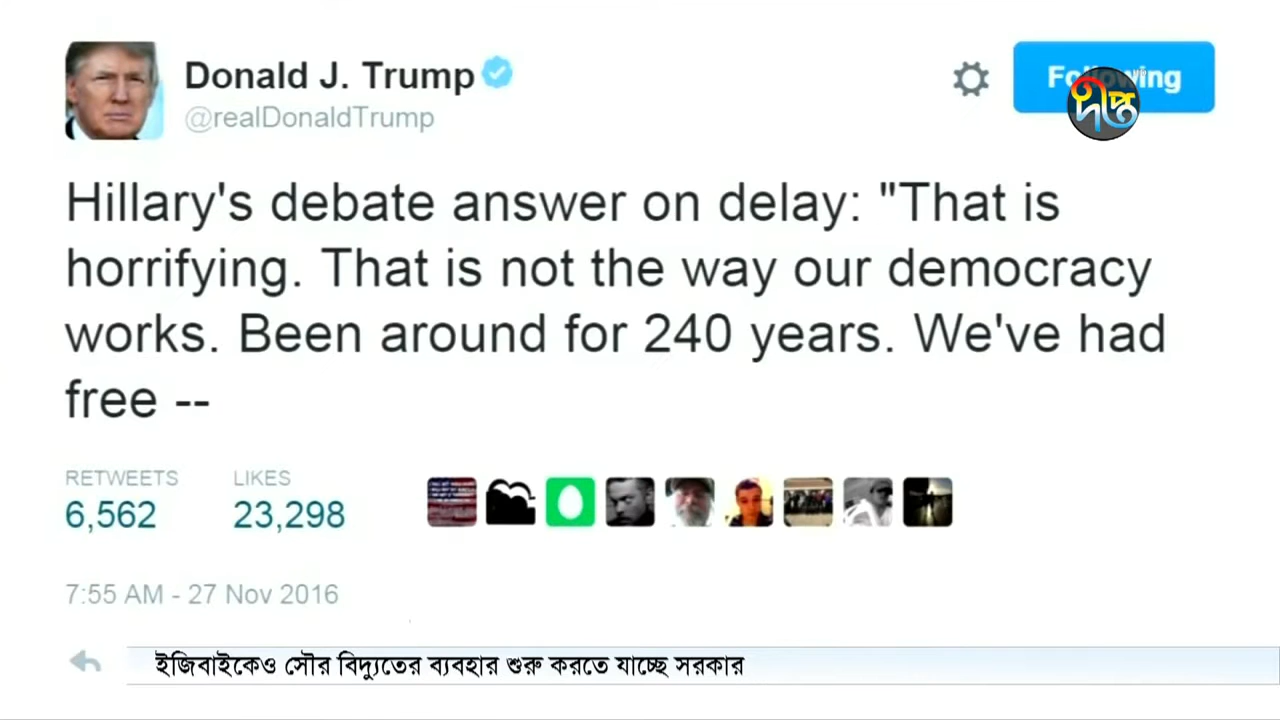 Donald J. Trump
@realDonaldTrump
Following
দীপ্ত
Hillary's debate answer on delay: "That is
horrifying. That is not the way our democracy
works. Been around for 240 years. We've had
free --
RETWEETS LIKES
6,562 23,298
7:55 AM - 27 Nov 2016
ইজিবাইকেও সৌর বিদ্যুতের ব্যবহার শুরু করতে যাচ্ছে সরকার